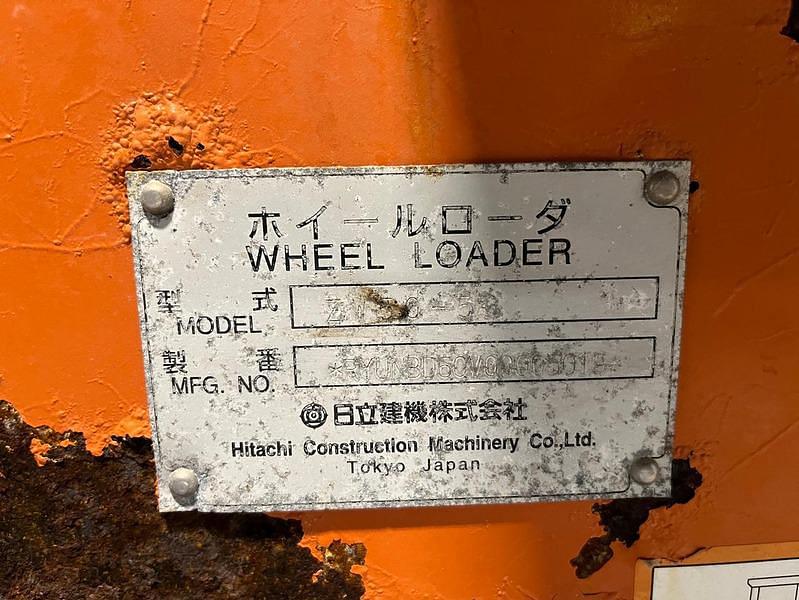 ホイールローダ
WHEEL LOADER
型式
MODEL
製番
MFG. NO.
日立建機株式会社
Hitachi Construction Machinery Co.,Ltd.
Tokyo Japan